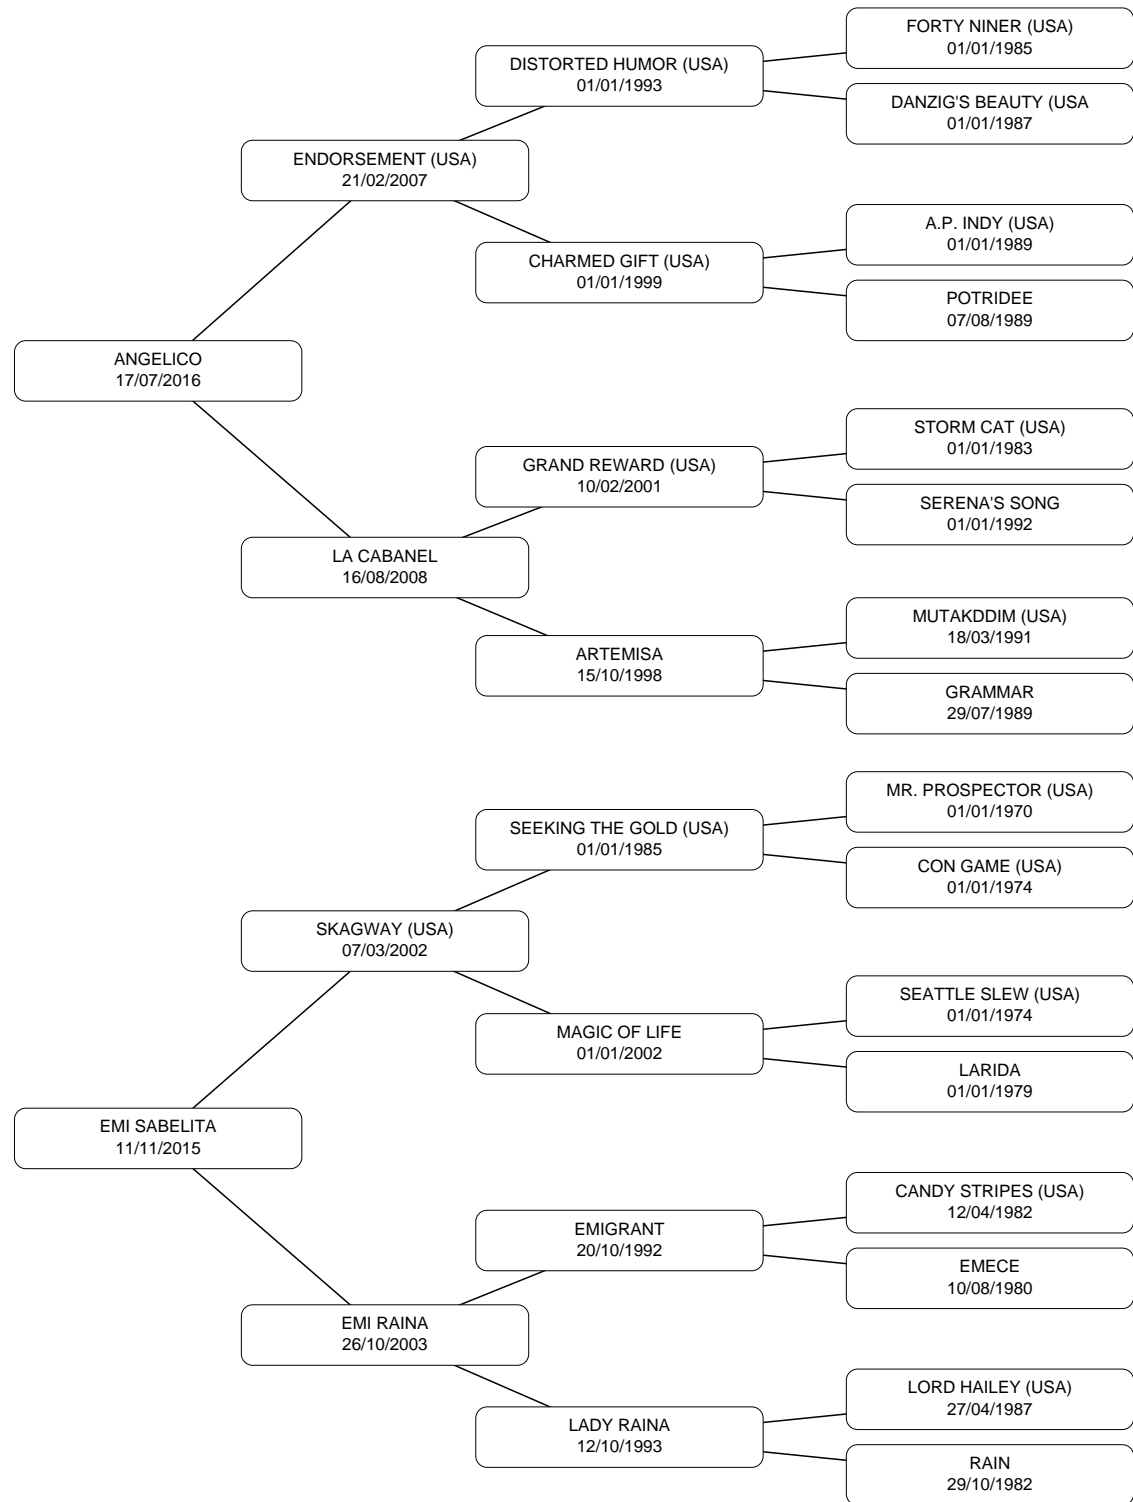 FORTY NINER (USA)
01/01/1985
DISTORTED HUMOR (USA)
01/01/1993
DANZIG'S BEAUTY (USA
01/01/1987
ENDORSEMENT (USA)
21/02/2007
A.P. INDY (USA)
01/01/1989
CHARMED GIFT (USA)
01/01/1999
POTRIDEE
07/08/1989
ANGELICO
17/07/2016
STORM CAT (USA)
01/01/1983
GRAND REWARD (USA)
10/02/2001
SERENA'S SONG
01/01/1992
LA CABANEL
16/08/2008
MUTAKDDIM (USA)
18/03/1991
ARTEMISA
15/10/1998
GRAMMAR
29/07/1989
MR. PROSPECTOR (USA)
01/01/1970
SEEKING THE GOLD (USA)
01/01/1985
CON GAME (USA)
01/01/1974
SKAGWAY (USA)
07/03/2002
SEATTLE SLEW (USA)
01/01/1974
MAGIC OF LIFE
01/01/2002
LARIDA
01/01/1979
EMI SABELITA
11/11/2015
CANDY STRIPES (USA)
12/04/1982
EMIGRANT
20/10/1992
EMECE
10/08/1980
EMI RAINA
26/10/2003
LORD HAILEY (USA)
27/04/1987
LADY RAINA
12/10/1993
RAIN
29/10/1982